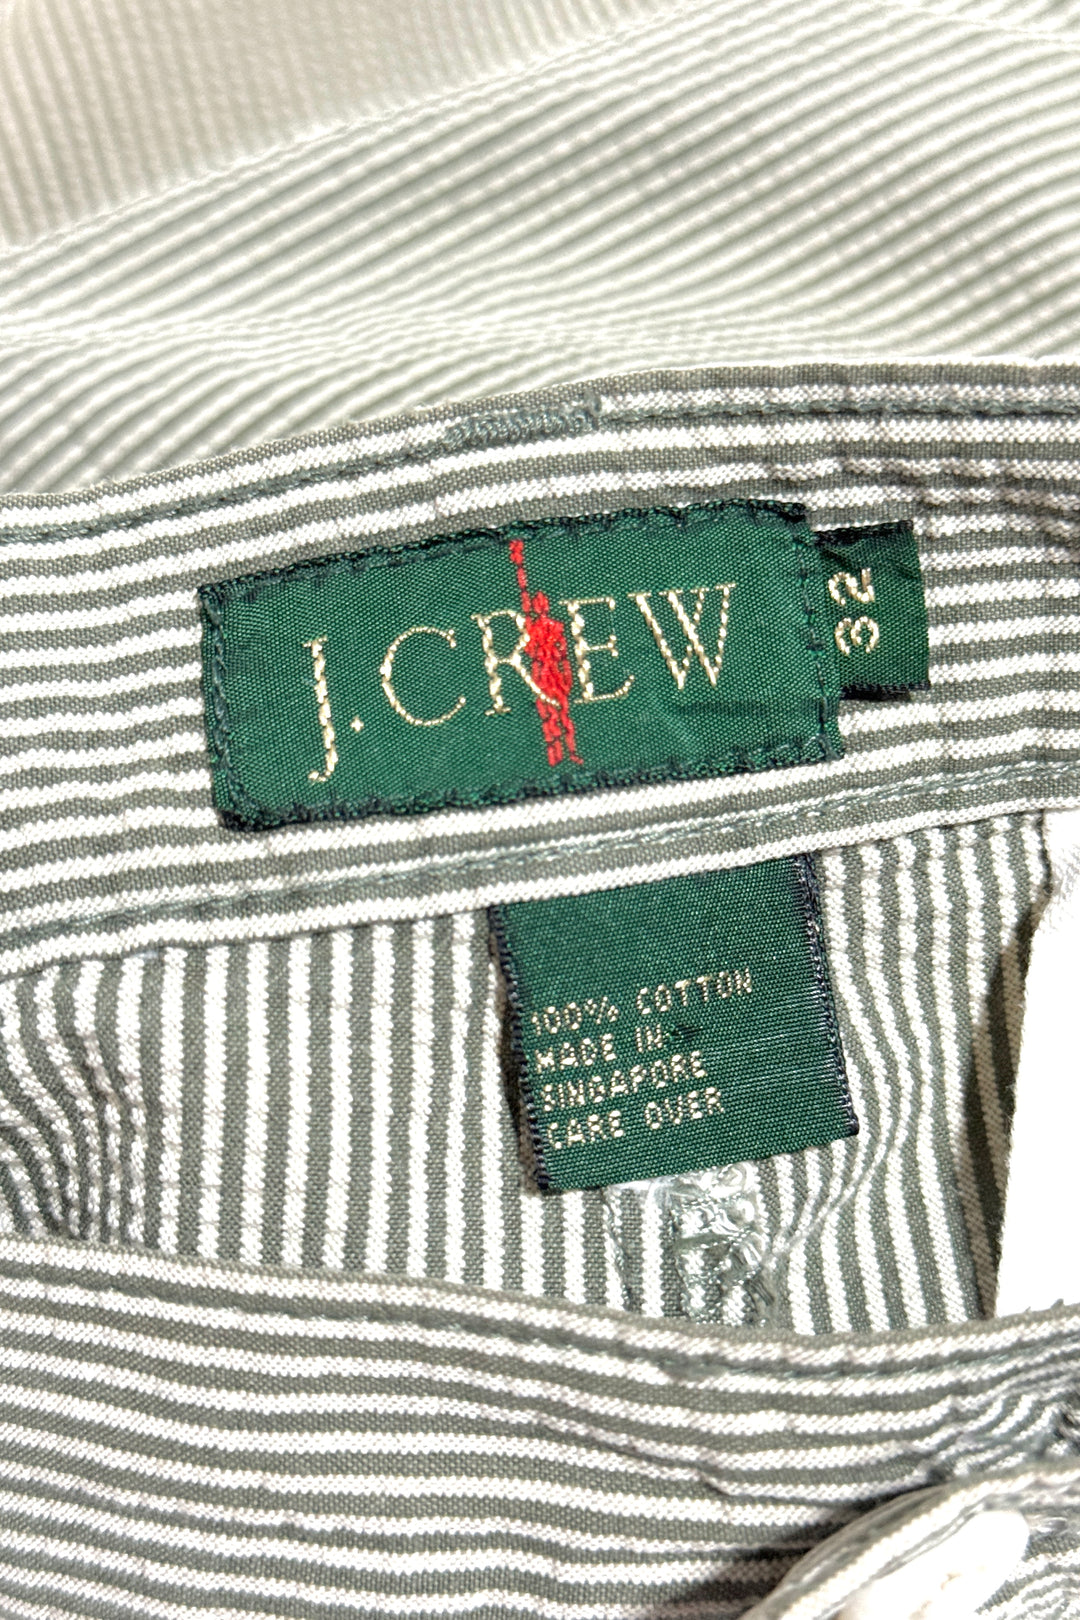 J.CREW
32
100% COTTON
MADE IN
SINGAPORE
CARE OVER